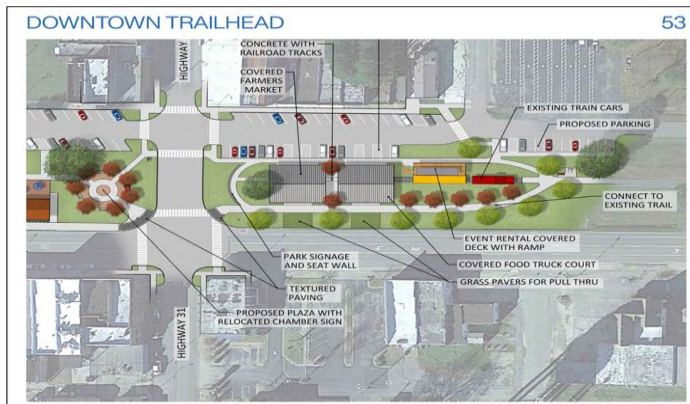 DOWNTOWN TRAILHEAD
53
HIGHWAY
CONCRETE WITH
RAILROAD TRACKS
COVERED
FARMERS
MARKET
EXISTING TRAIN CARS
PROPOSED PARKING
CONNECT TO
EXISTING TRAIL
EVENT RENTAL COVERED
DECK WITH RAMP
PARK SIGNAGE
AND SEAT WALL
COVERED FOOD TRUCK COURT
GRASS PAVERS FOR PULL THRU
TEXTURED
PAVING
PROPOSED PLAZA WITH
RELOCATED CHAMBER SIGN
HIGHWAY 31